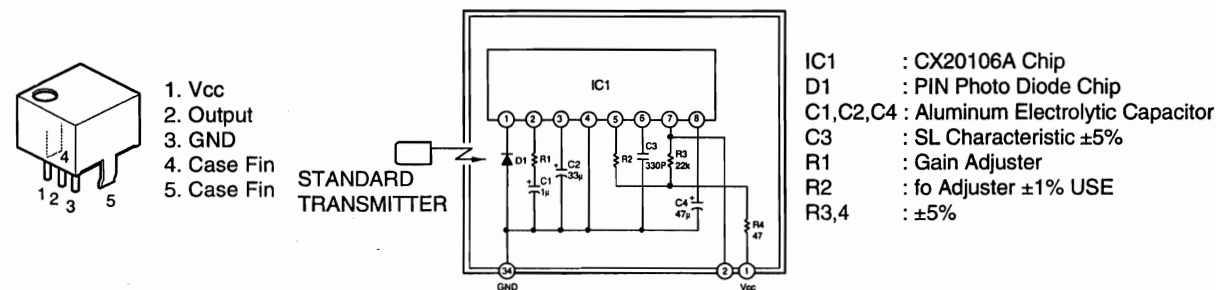 1. Vcc
2. Output
3. GND
4. Case Fin
5. Case Fin
4
1 2 3 5
STANDARD
TRANSMITTER
IC1
1 2 3 4 5 6 7 8
D1
R1
C1
1μ
+
C2
33μ
+
R2
C3
330P
R3
22k
C4
47μ
+
R4
47
34
GND
2
1
Vcc
IC1 : CX20106A Chip
D1 : PIN Photo Diode Chip
C1,C2,C4 : Aluminum Electrolytic Capacitor
C3 : SL Characteristic ±5%
R1 : Gain Adjuster
R2 : fo Adjuster ±1% USE
R3,4 : ±5%